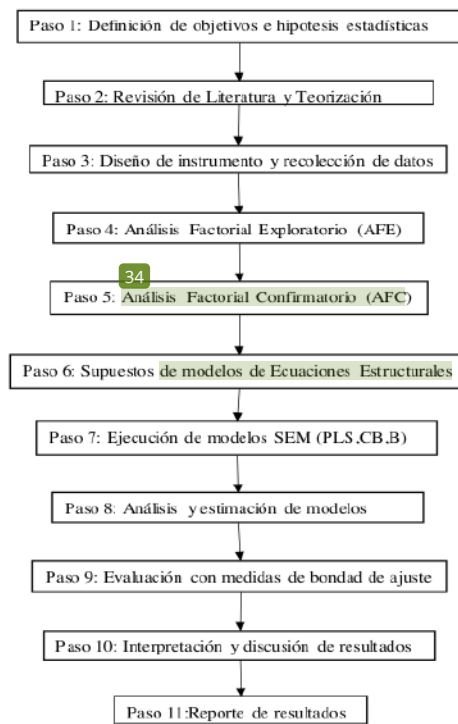 Paso 1: Definición de objetivos e hipotesis estadísticas
Paso 2: Revisión de Literatura y Teorización
Paso 3: Diseño de instrumento y recolección de datos
Paso 4: Análisis Factorial Exploratorio (AFE)
34
Paso 5: Análisis Factorial Confirmatorio (AFC)
Paso 6: Supuestos de modelos de Ecuaciones Estructurales
Paso 7: Ejecución de modelos SEM (PLS,CB,B)
Paso 8: Análisis y estimación de modelos
Paso 9: Evaluación con medidas de bondad de ajuste
Paso 10: Interpretación y discusión de resultados
Paso 11:Reporte de resultados